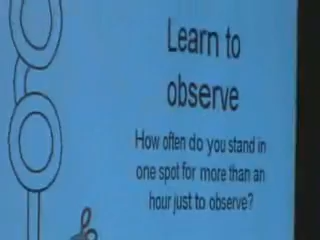 Learn to
observe
How often do you stand in
one spot for more than an
hour just to observe?